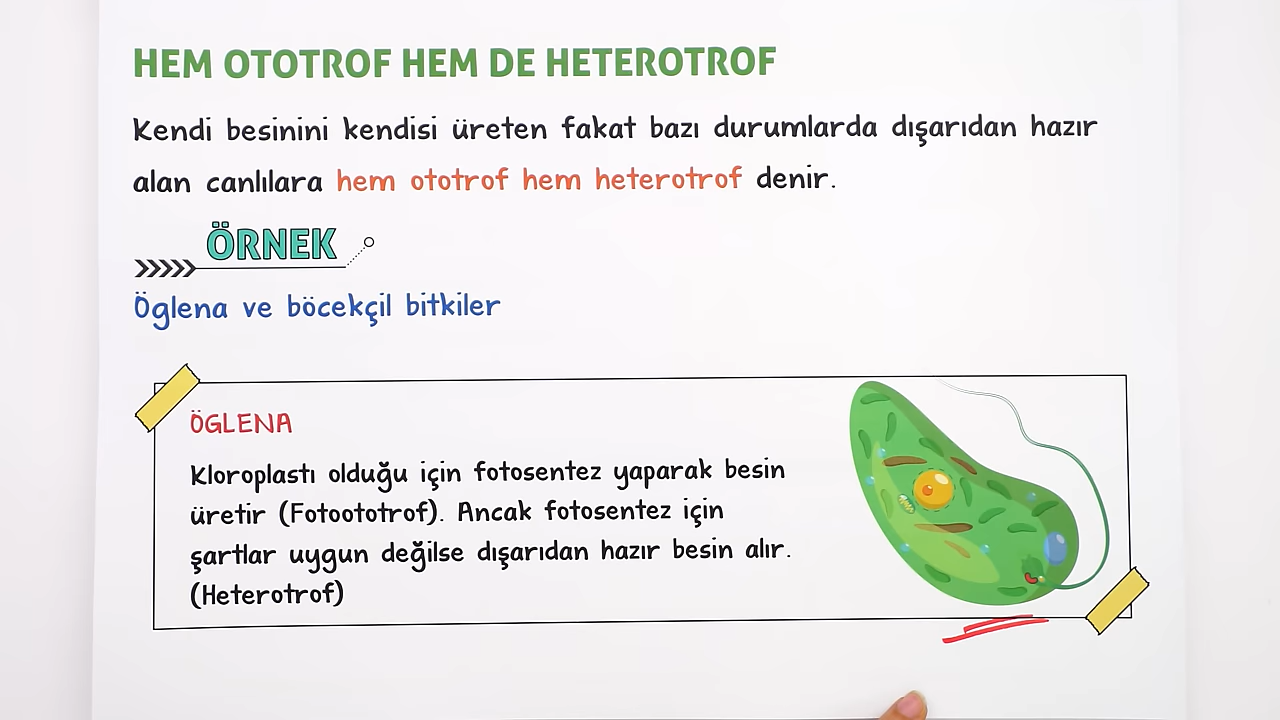 HEM OTOTROF HEM DE HETEROTROF
Kendi besinini kendisi üreten fakat bazı durumlarda dışarıdan hazır
alan canlılara hem ototrof hem heterotrof denir.
ÖRNEK
Öglena ve böcekçil bitkiler
ÖGLENA
Kloroplastı olduğu için fotosentez yaparak besin
üretir (Fotoototrof). Ancak fotosentez için
şartlar uygun değilse dışarıdan hazır besin alır.
(Heterotrof)